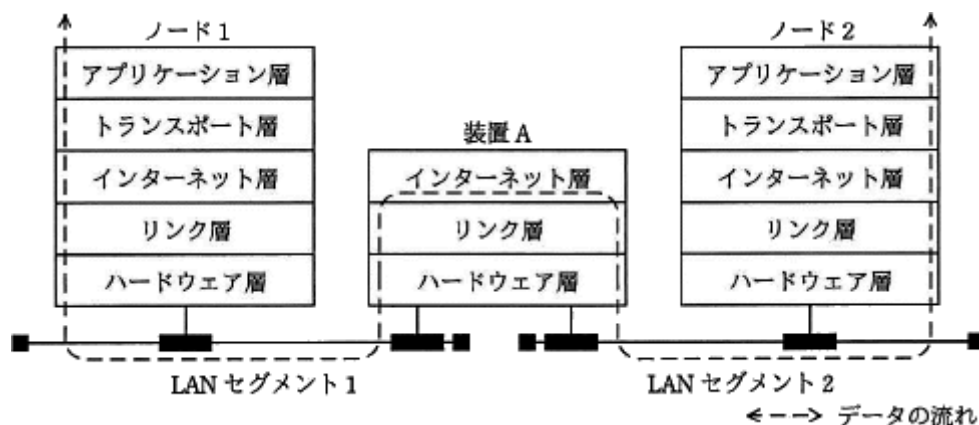 ノード1
アプリケーション層
トランスポート層
インターネット層
リンク層
ハードウェア層
装置A
インターネット層
リンク層
ハードウェア層
ノード2
アプリケーション層
トランスポート層
インターネット層
リンク層
ハードウェア層
LANセグメント1
LANセグメント2
データの流れ